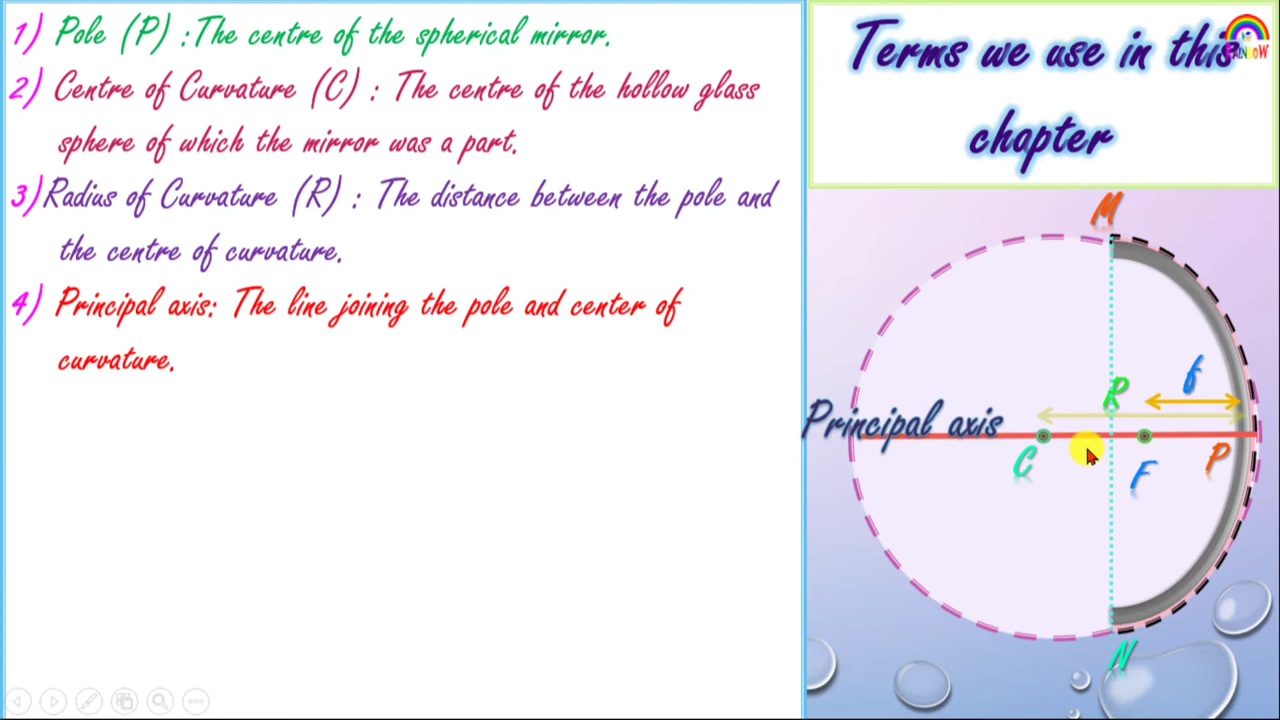 1) Pole (P) : The centre of the spherical mirror.
2) Centre of Curvature (C) : The centre of the hollow glass
sphere of which the mirror was a part.
3) Radius of Curvature (R) : The distance between the pole and
the centre of curvature.
4) Principal axis: The line joining the pole and center of
curvature.
Terms we use in this
chapter
RAINBOW
M
f
R
Principal axis
C
F
P
N